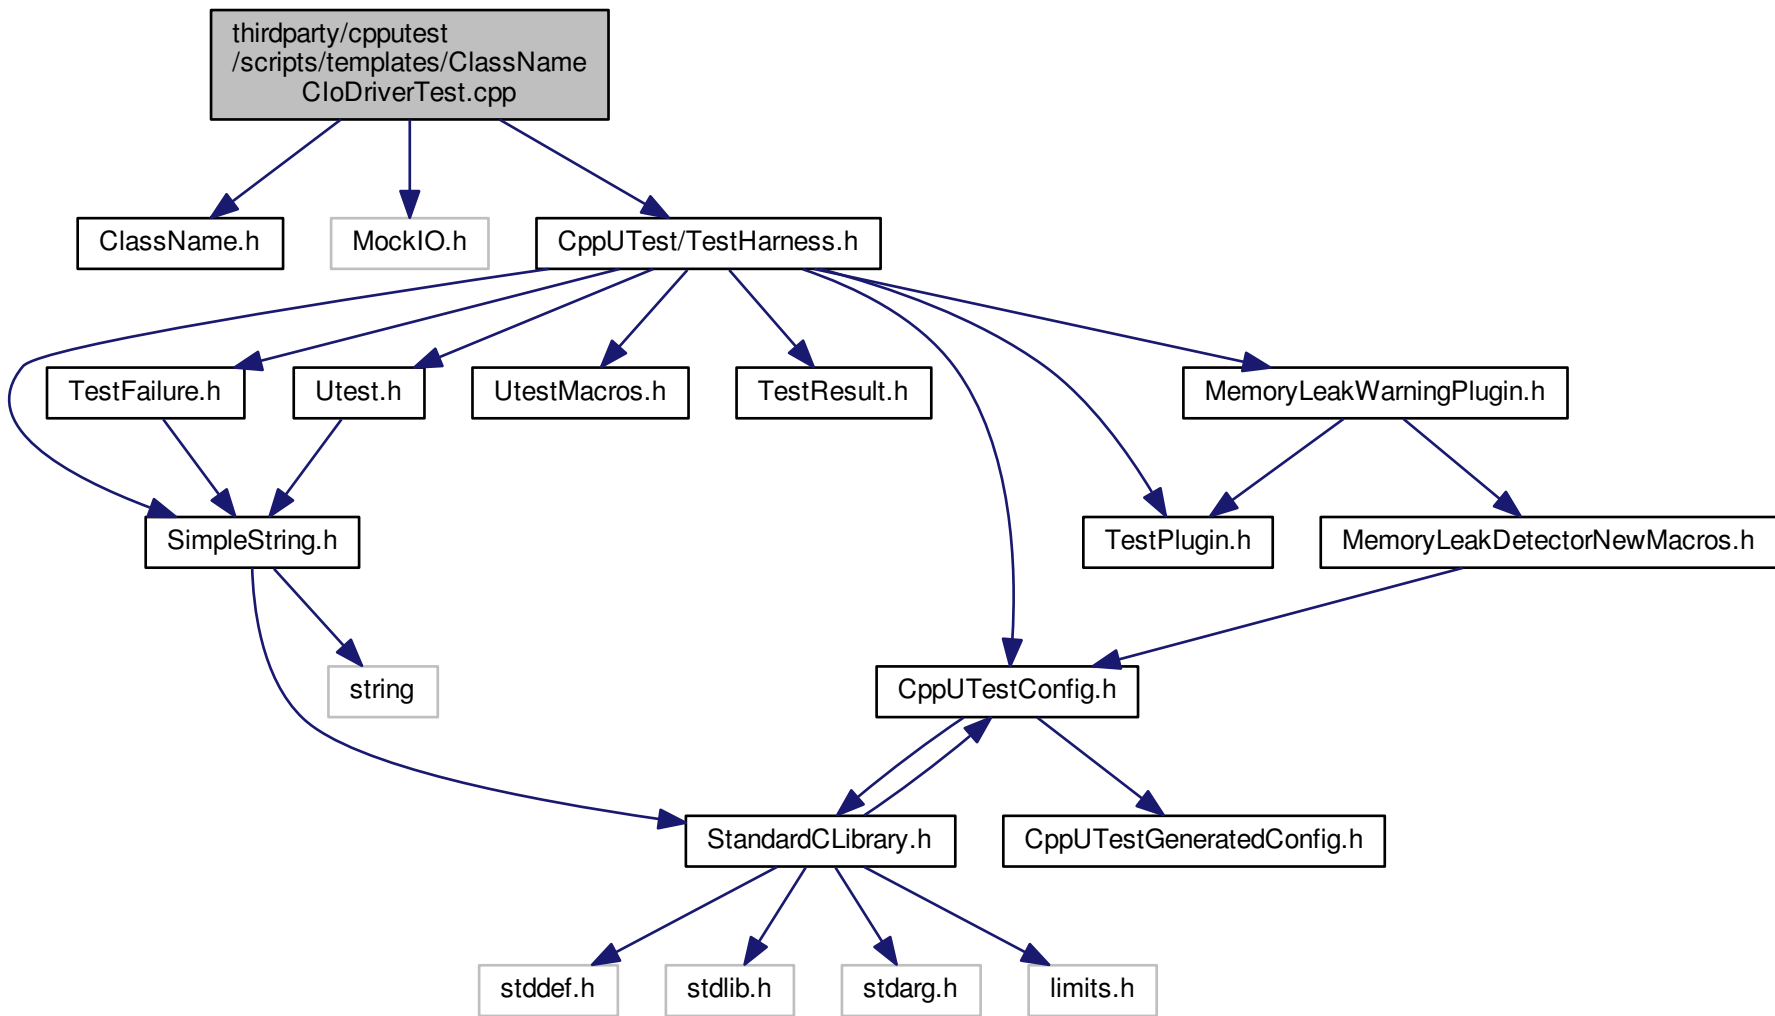 thirdparty/cpputest
/scripts/templates/ClassName
CIoDriverTest.cpp
ClassName.h
MockIO.h
CppUTest/TestHarness.h
TestFailure.h
Utest.h
UtestMacros.h
TestResult.h
MemoryLeakWarningPlugin.h
SimpleString.h
TestPlugin.h
MemoryLeakDetectorNewMacros.h
string
CppUTestConfig.h
StandardCLibrary.h
CppUTestGeneratedConfig.h
stddef.h
stdlib.h
stdarg.h
limits.h